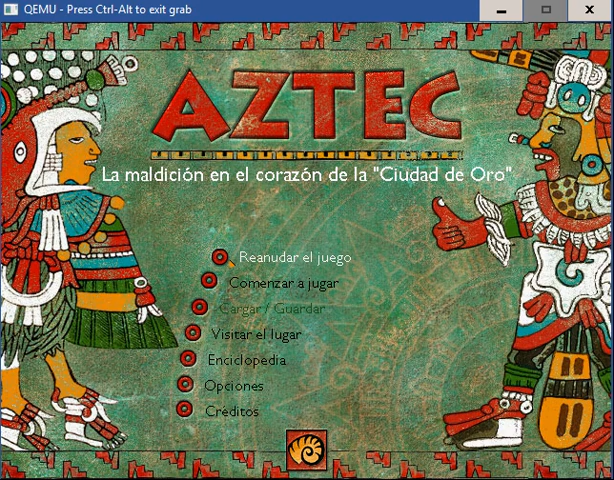 QEMU - Press Ctrl-Alt to exit grab
AZTEC
La maldición en el corazón de la "Ciudad de Oro"
Reanudar el juego
Comenzar a jugar
Cargar / Guardar
Visitar el lugar
Enciclopedia
Opciones
Créditos